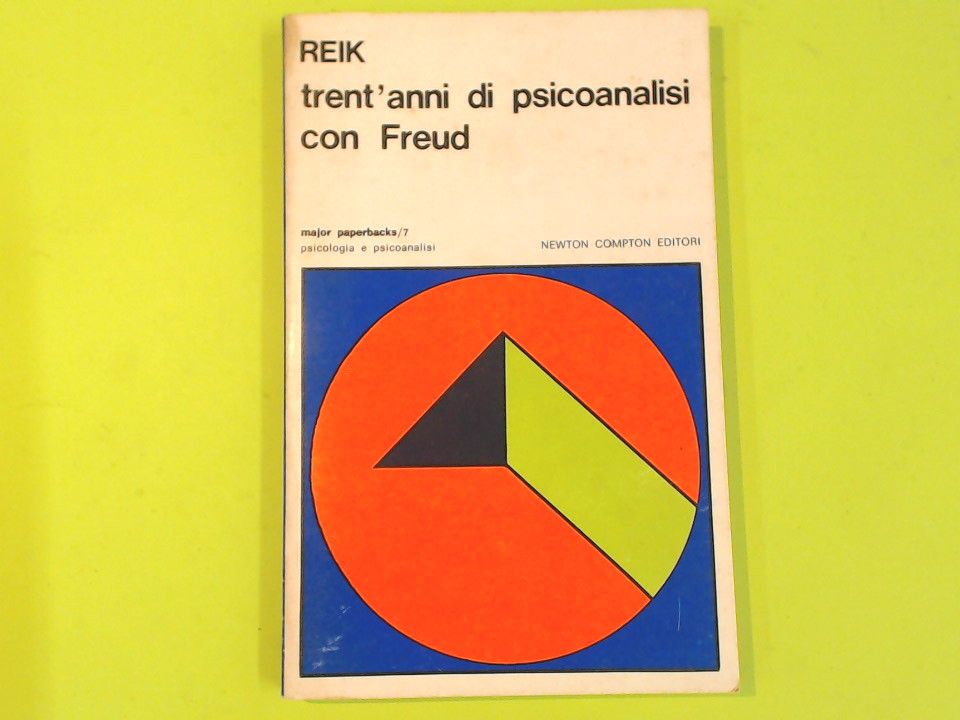 REIK
trent'anni di psicoanalisi
con Freud
major paperbacks/7
psicologia e psicoanalisi
NEWTON COMPTON EDITORI